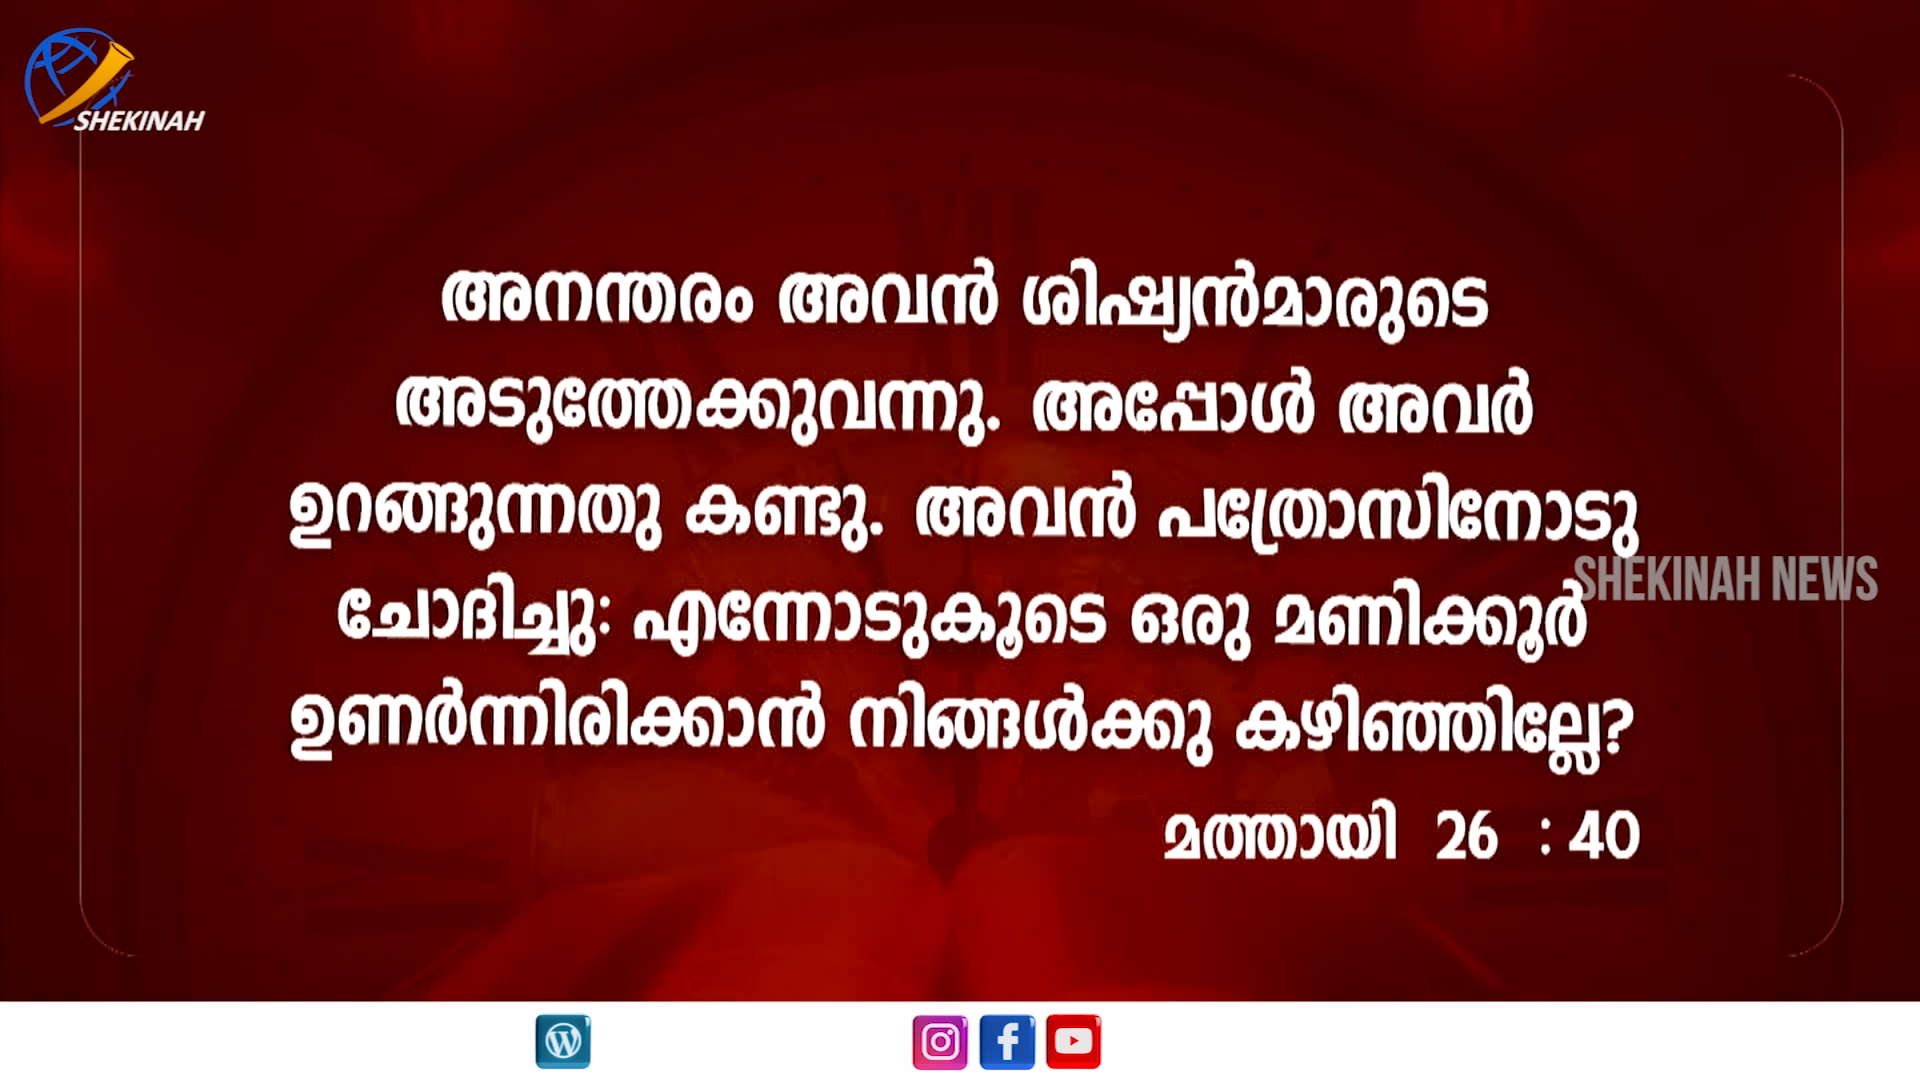 SHEKINAH
അനന്തരം അവൻ ശിഷ്യൻമാരുടെ
അടുത്തേക്കുവന്നു. അപ്പോൾ അവർ
ഉറങ്ങുന്നതു കണ്ടു. അവൻ പത്രോസിനോടു
SHEKINAH NEWS
ചോദിച്ചു: എന്നോടുകൂടെ ഒരു മണിക്കൂർ
ഉണർന്നിരിക്കാൻ നിങ്ങൾക്കു കഴിഞ്ഞില്ലേ?
മത്തായി 26 : 40